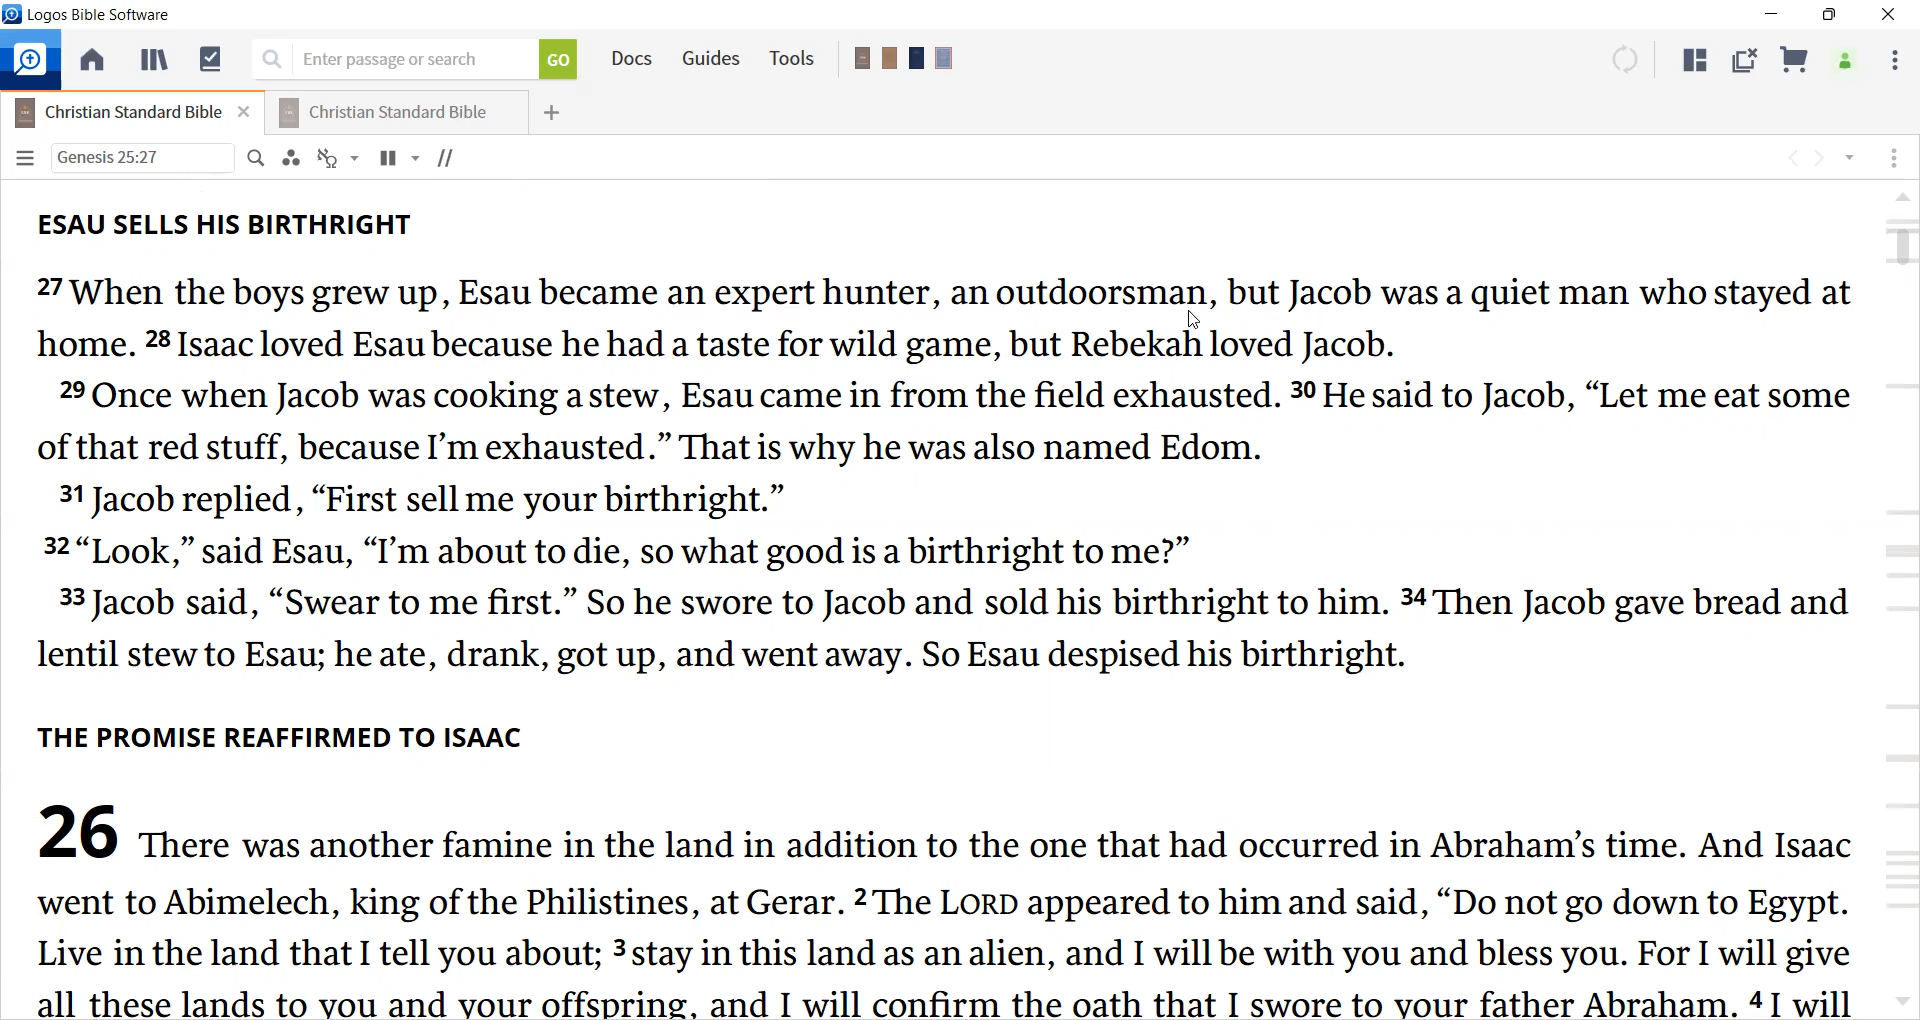 Logos Bible Software
Enter passage or search GO Docs Guides Tools
Christian Standard Bible Christian Standard Bible
Genesis 25:27
ESAU SELLS HIS BIRTHRIGHT
27 When the boys grew up, Esau became an expert hunter, an outdoorsman, but Jacob was a quiet man who stayed at
home. 28 Isaac loved Esau because he had a taste for wild game, but Rebekah loved Jacob.
29 Once when Jacob was cooking a stew, Esau came in from the field exhausted. 30 He said to Jacob, “Let me eat some
of that red stuff, because I’m exhausted.” That is why he was also named Edom.
31 Jacob replied, “First sell me your birthright.”
32 “Look,” said Esau, “I’m about to die, so what good is a birthright to me?”
33 Jacob said, “Swear to me first.” So he swore to Jacob and sold his birthright to him. 34 Then Jacob gave bread and
lentil stew to Esau; he ate, drank, got up, and went away. So Esau despised his birthright.
THE PROMISE REAFFIRMED TO ISAAC
26 There was another famine in the land in addition to the one that had occurred in Abraham’s time. And Isaac
went to Abimelech, king of the Philistines, at Gerar. 2 The LORD appeared to him and said, “Do not go down to Egypt.
Live in the land that I tell you about; 3 stay in this land as an alien, and I will be with you and bless you. For I will give
all these lands to you and your offspring, and I will confirm the oath that I swore to your father Abraham. 4 I will